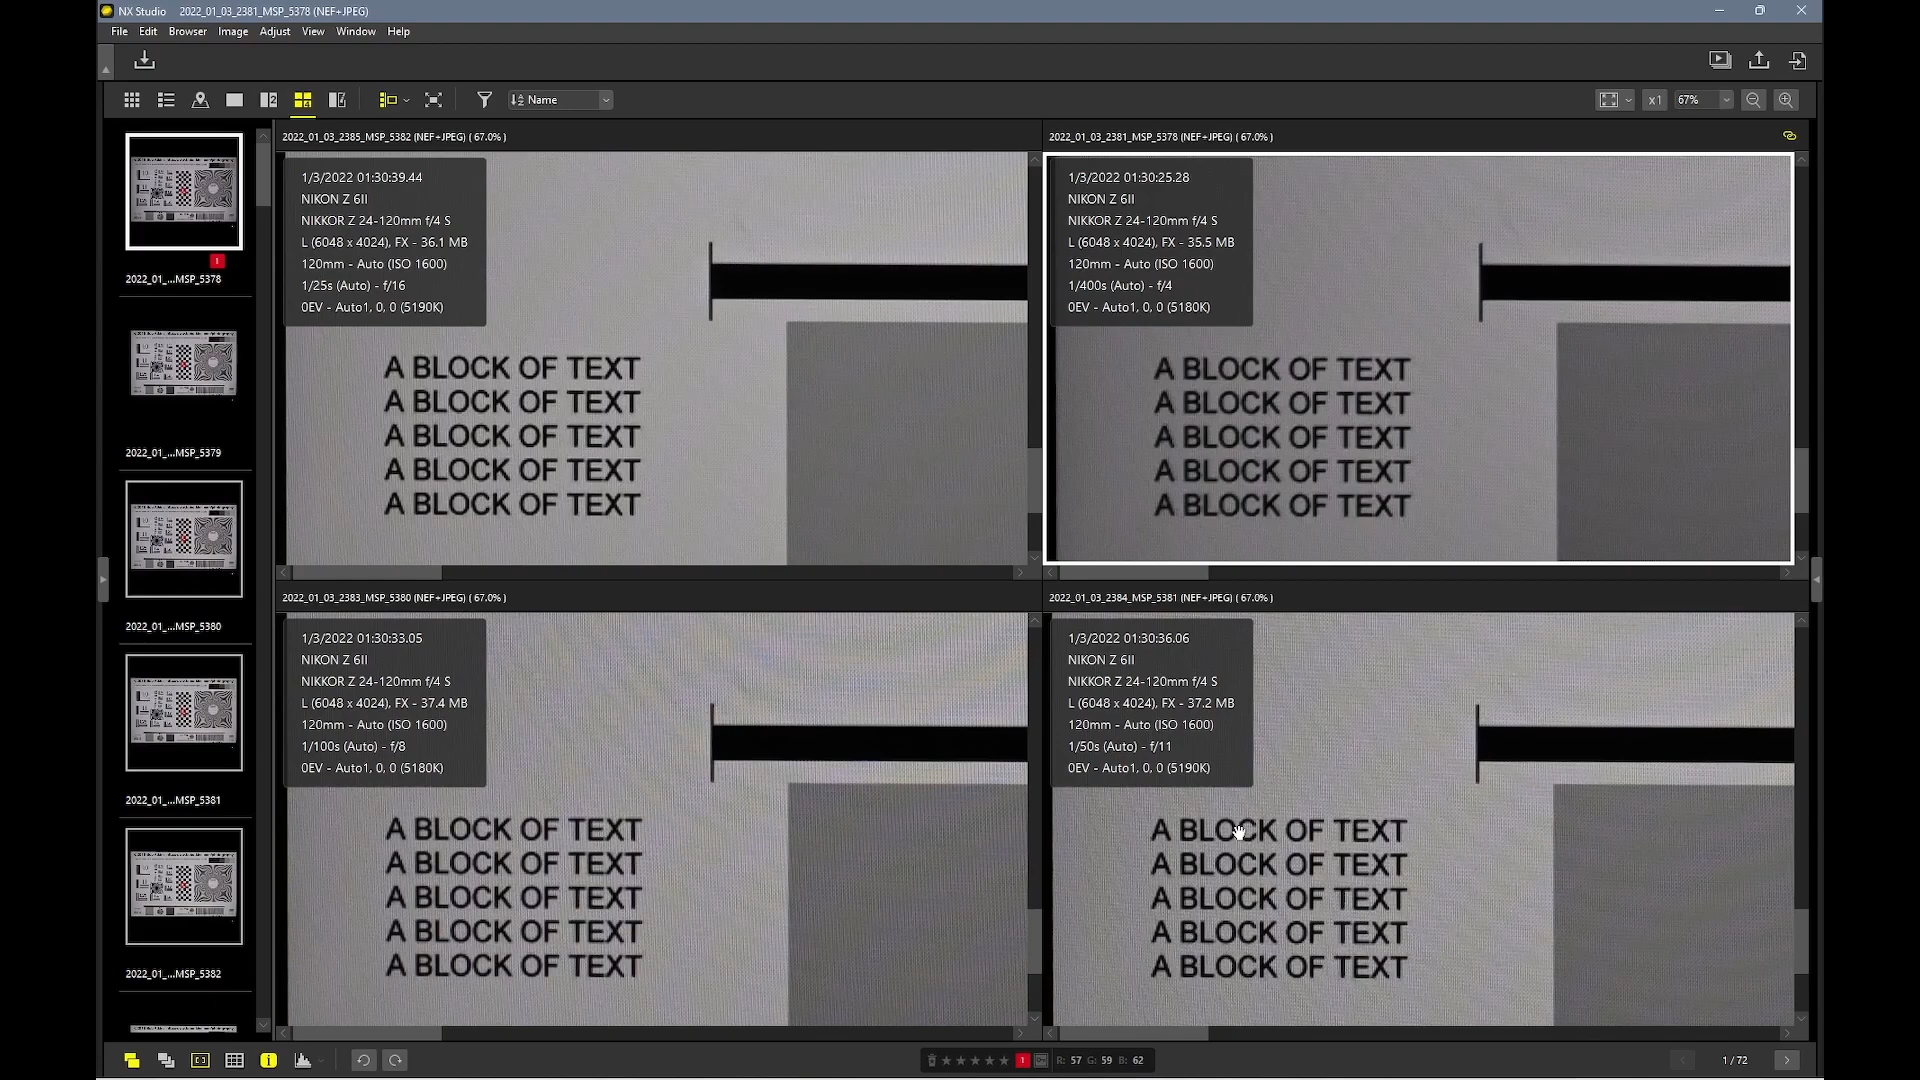 NX Studio 2022_01_03_2381_MSP_5378 (NEF+JPEG)
File Edit Browser Image Adjust View Window Help
Name
x1 67%
2022_01_...MSP_5378
2022_01_...MSP_5379
2022_01_...MSP_5380
2022_01_...MSP_5381
2022_01_...MSP_5382
2022_01_03_2385_MSP_5382 (NEF+JPEG) ( 67.0% )
1/3/2022 01:30:39.44
NIKON Z 6II
NIKKOR Z 24-120mm f/4 S
L (6048 x 4024), FX - 36.1 MB
120mm - Auto (ISO 1600)
1/25s (Auto) - f/16
0EV - Auto1, 0, 0 (5190K)
A BLOCK OF TEXT
A BLOCK OF TEXT
A BLOCK OF TEXT
A BLOCK OF TEXT
A BLOCK OF TEXT
2022_01_03_2381_MSP_5378 (NEF+JPEG) ( 67.0% )
1/3/2022 01:30:25.28
NIKON Z 6II
NIKKOR Z 24-120mm f/4 S
L (6048 x 4024), FX - 35.5 MB
120mm - Auto (ISO 1600)
1/400s (Auto) - f/4
0EV - Auto1, 0, 0 (5180K)
A BLOCK OF TEXT
A BLOCK OF TEXT
A BLOCK OF TEXT
A BLOCK OF TEXT
A BLOCK OF TEXT
2022_01_03_2383_MSP_5380 (NEF+JPEG) ( 67.0% )
1/3/2022 01:30:33.05
NIKON Z 6II
NIKKOR Z 24-120mm f/4 S
L (6048 x 4024), FX - 37.4 MB
120mm - Auto (ISO 1600)
1/100s (Auto) - f/8
0EV - Auto1, 0, 0 (5180K)
A BLOCK OF TEXT
A BLOCK OF TEXT
A BLOCK OF TEXT
A BLOCK OF TEXT
A BLOCK OF TEXT
2022_01_03_2384_MSP_5381 (NEF+JPEG) ( 67.0% )
1/3/2022 01:30:36.06
NIKON Z 6II
NIKKOR Z 24-120mm f/4 S
L (6048 x 4024), FX - 37.2 MB
120mm - Auto (ISO 1600)
1/50s (Auto) - f/11
0EV - Auto1, 0, 0 (5190K)
A BLOCK OF TEXT
A BLOCK OF TEXT
A BLOCK OF TEXT
A BLOCK OF TEXT
A BLOCK OF TEXT
1 R: 57 G: 59 B: 62
1 / 72